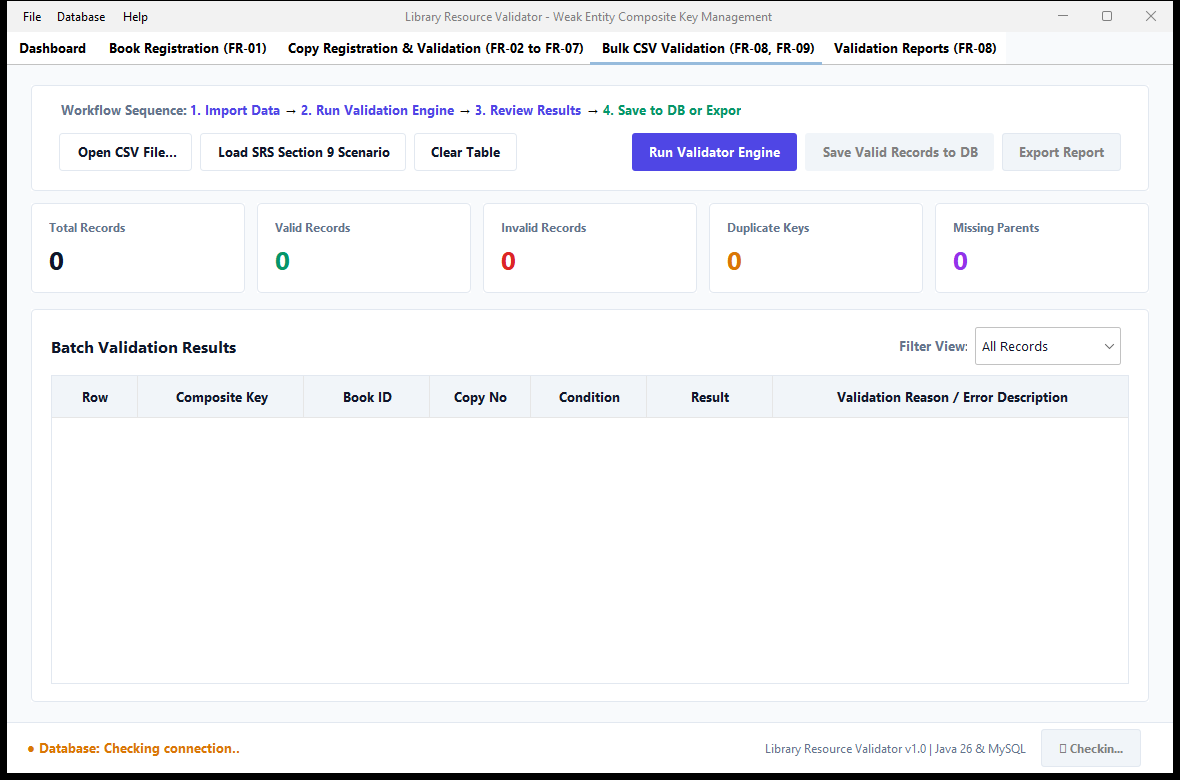 File Database Help Library Resource Validator - Weak Entity Composite Key Management
Dashboard Book Registration (FR-01) Copy Registration & Validation (FR-02 to FR-07) Bulk CSV Validation (FR-08, FR-09) Validation Reports (FR-08)
Workflow Sequence: 1. Import Data → 2. Run Validation Engine → 3. Review Results → 4. Save to DB or Expor
Open CSV File... Load SRS Section 9 Scenario Clear Table Run Validator Engine Save Valid Records to DB Export Report
Total Records Valid Records Invalid Records Duplicate Keys Missing Parents
0 0 0 0 0
Batch Validation Results Filter View: All Records
Row Composite Key Book ID Copy No Condition Result Validation Reason / Error Description
● Database: Checking connection.. Library Resource Validator v1.0 | Java 26 & MySQL Checkin...